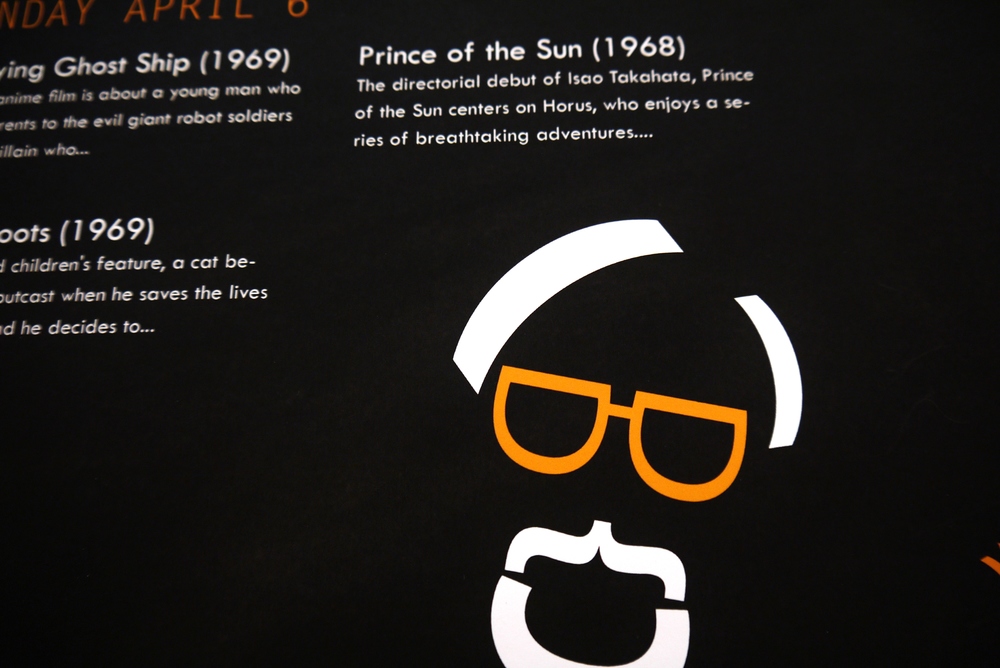 NDAY APRIL 6
ying Ghost Ship (1969)
anime film is about a young man who
rents to the evil giant robot soldiers
illain who...
oots (1969)
d children's feature, a cat be-
outcast when he saves the lives
nd he decides to...
Prince of the Sun (1968)
The directorial debut of Isao Takahata, Prince
of the Sun centers on Horus, who enjoys a se-
ries of breathtaking adventures....